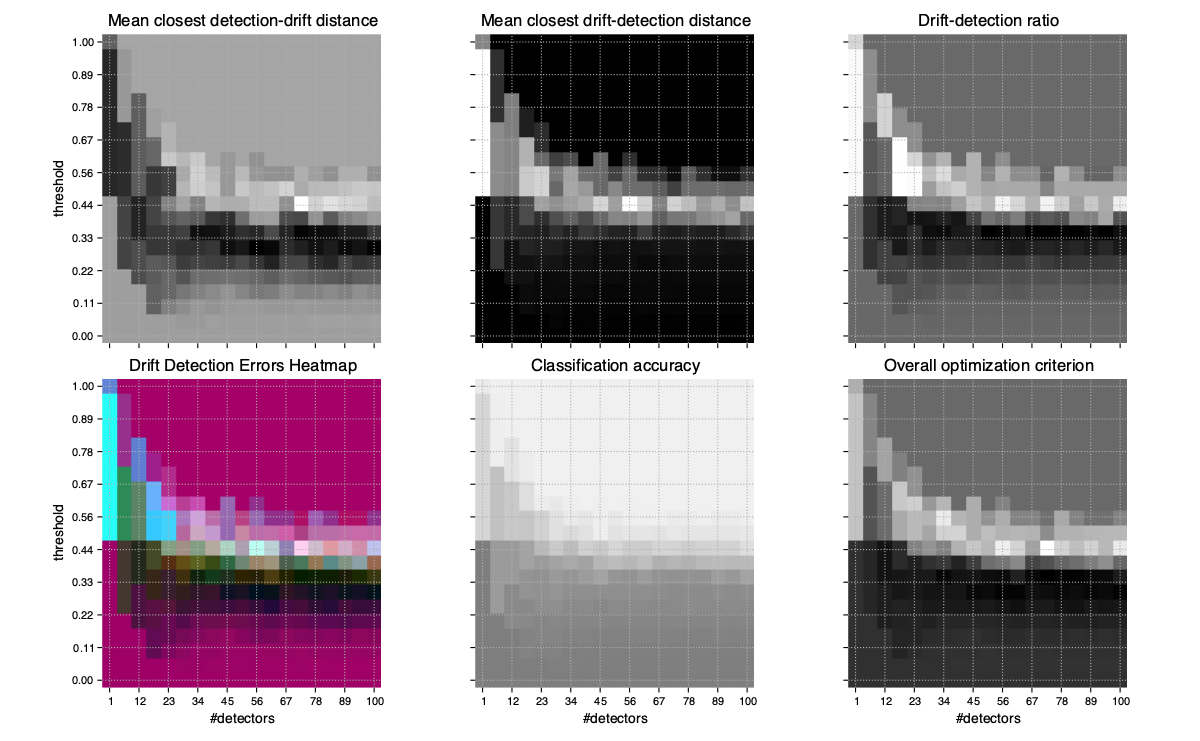 Mean closest detection-drift distance
Mean closest drift-detection distance
Drift-detection ratio
threshold
1.00
0.89
0.78
0.67
0.56
0.44
0.33
0.22
0.11
0.00
Drift Detection Errors Heatmap
Classification accuracy
Overall optimization criterion
threshold
1.00
0.89
0.78
0.67
0.56
0.44
0.33
0.22
0.11
0.00
1 12 23 34 45 56 67 78 89 100
1 12 23 34 45 56 67 78 89 100
1 12 23 34 45 56 67 78 89 100
#detectors
#detectors
#detectors